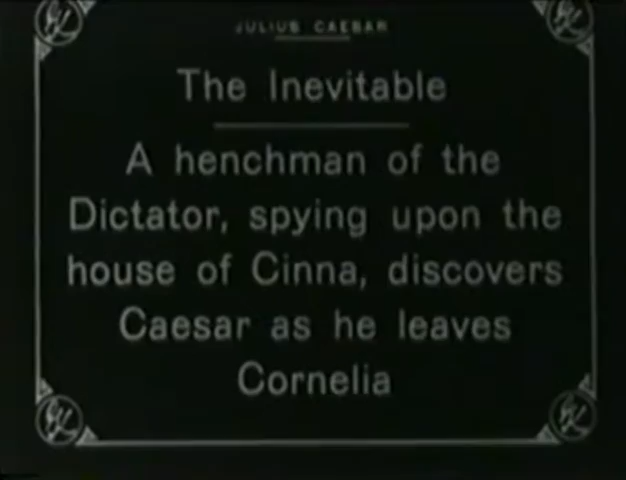 JULIUS CAESAR
The Inevitable
A henchman of the
Dictator, spying upon the
house of Cinna, discovers
Caesar as he leaves
Cornelia